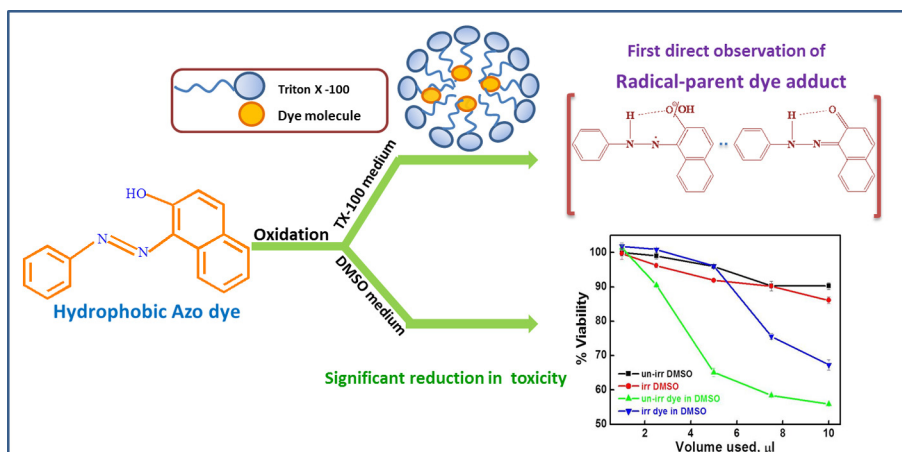 First direct observation of
Radical-parent dye adduct
Triton X -100
Dye molecule
O OH
H
N N
H
O
N N
HO
N
N
Hydrophobic Azo dye
Oxidation
TX-100 medium
DMSO medium
Significant reduction in toxicity
% Viability
100
90
80
70
60
50
un-irr DMSO
irr DMSO
un-irr dye in DMSO
irr dye in DMSO
2 4 6 8 10
Volume used, µl